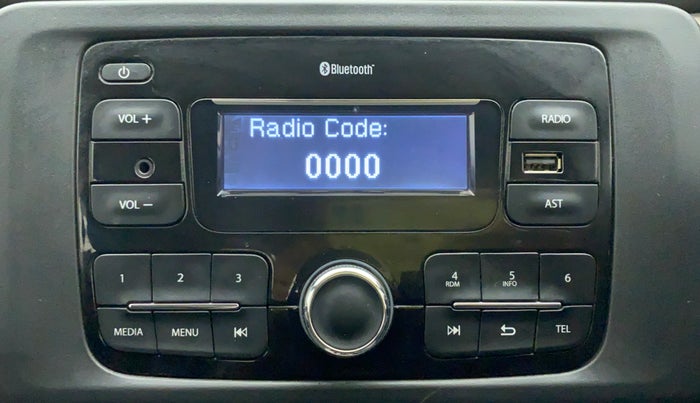 Bluetooth
VOL +
Radio Code:
0000
RADIO
VOL −
AST
1 2 3
4 RDM 5 INFO 6
MEDIA MENU
TEL